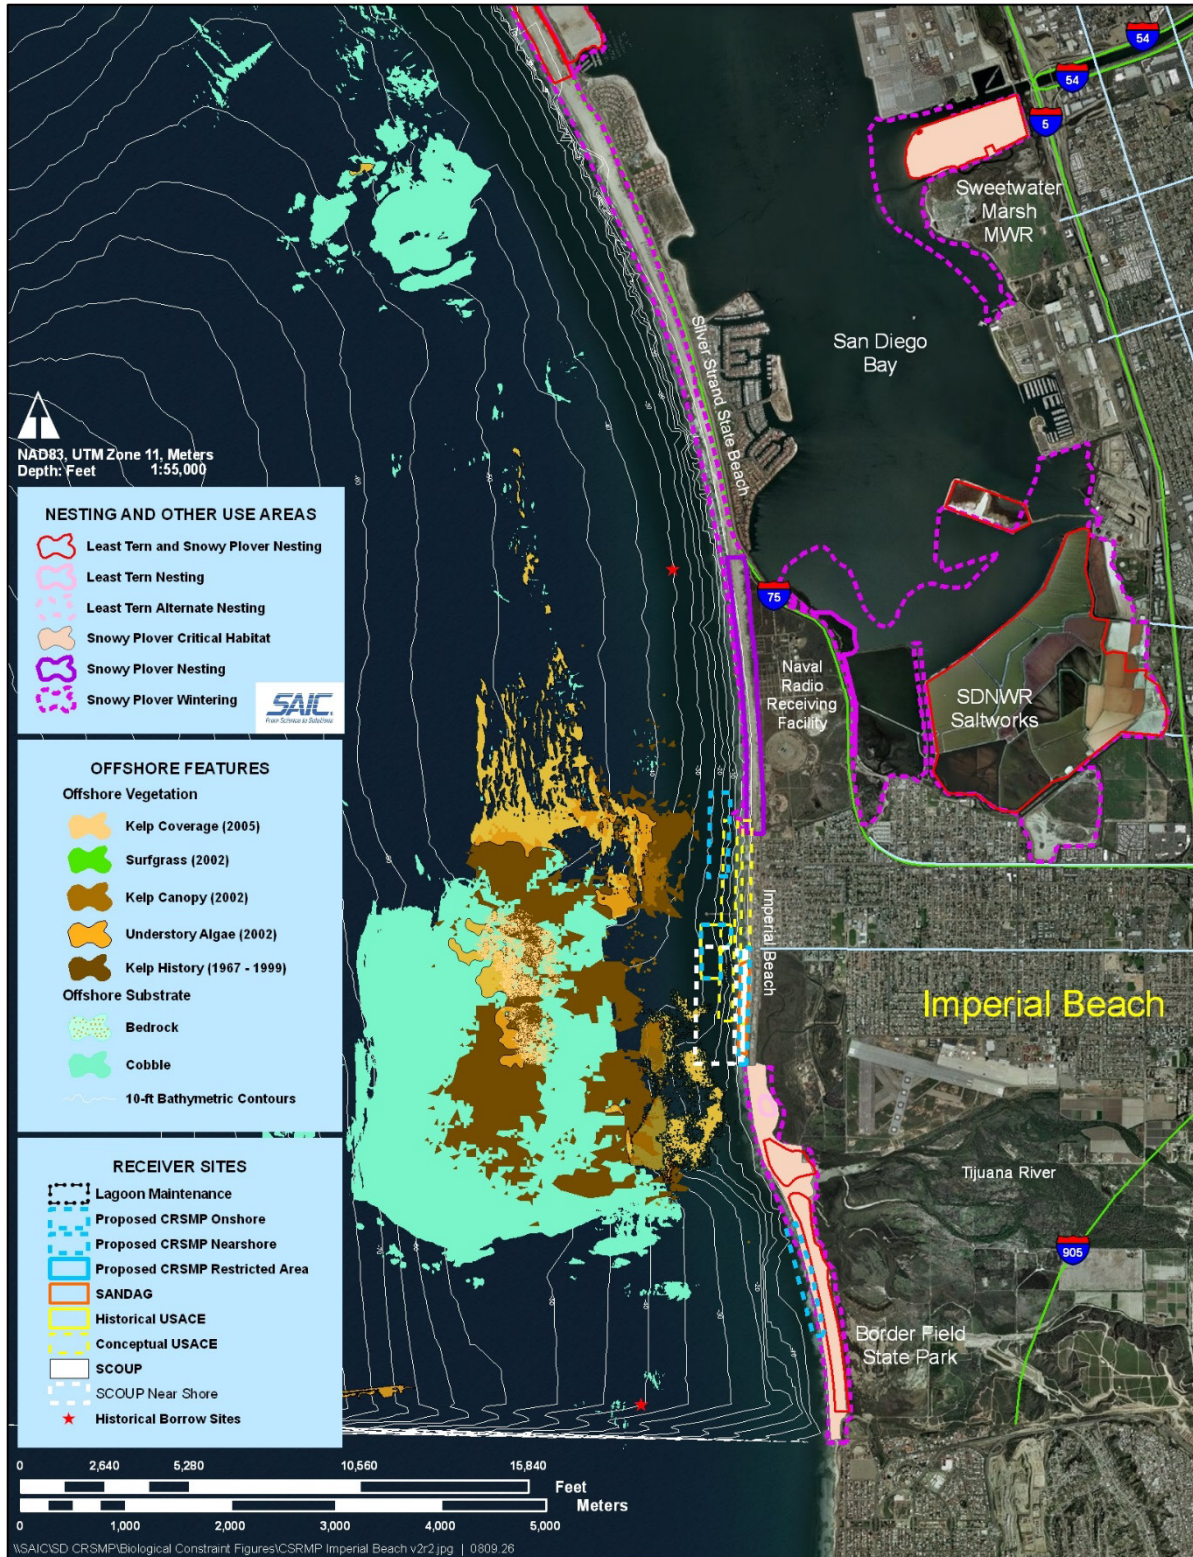 54
54
5
Sweetwater
Marsh
MWR
San Diego
Bay
Silver Strand State Beach
NAD83, UTM Zone 11, Meters
Depth: Feet 1:55,000
NESTING AND OTHER USE AREAS
Least Tern and Snowy Plover Nesting
Least Tern Nesting
Least Tern Alternate Nesting
Snowy Plover Critical Habitat
Snowy Plover Nesting
Snowy Plover Wintering
SAIC
From Science to Solutions
75
Naval
Radio
Receiving
Facility
SDNWR
Saltworks
OFFSHORE FEATURES
Offshore Vegetation
Kelp Coverage (2005)
Surfgrass (2002)
Kelp Canopy (2002)
Understory Algae (2002)
Kelp History (1967 - 1999)
Offshore Substrate
Bedrock
Cobble
10-ft Bathymetric Contours
Imperial Beach
Imperial Beach
Tijuana River
905
Border Field
State Park
RECEIVER SITES
Lagoon Maintenance
Proposed CRSMP Onshore
Proposed CRSMP Nearshore
Proposed CRSMP Restricted Area
SANDAG
Historical USACE
Conceptual USACE
SCOUP
SCOUP Near Shore
Historical Borrow Sites
0 2,640 5,280 10,560 15,840
Feet
Meters
0 1,000 2,000 3,000 4,000 5,000
\\SAIC\SD CRSMP\Biological Constraint Figures\CSRMP Imperial Beach v2r2.jpg | 0809.26